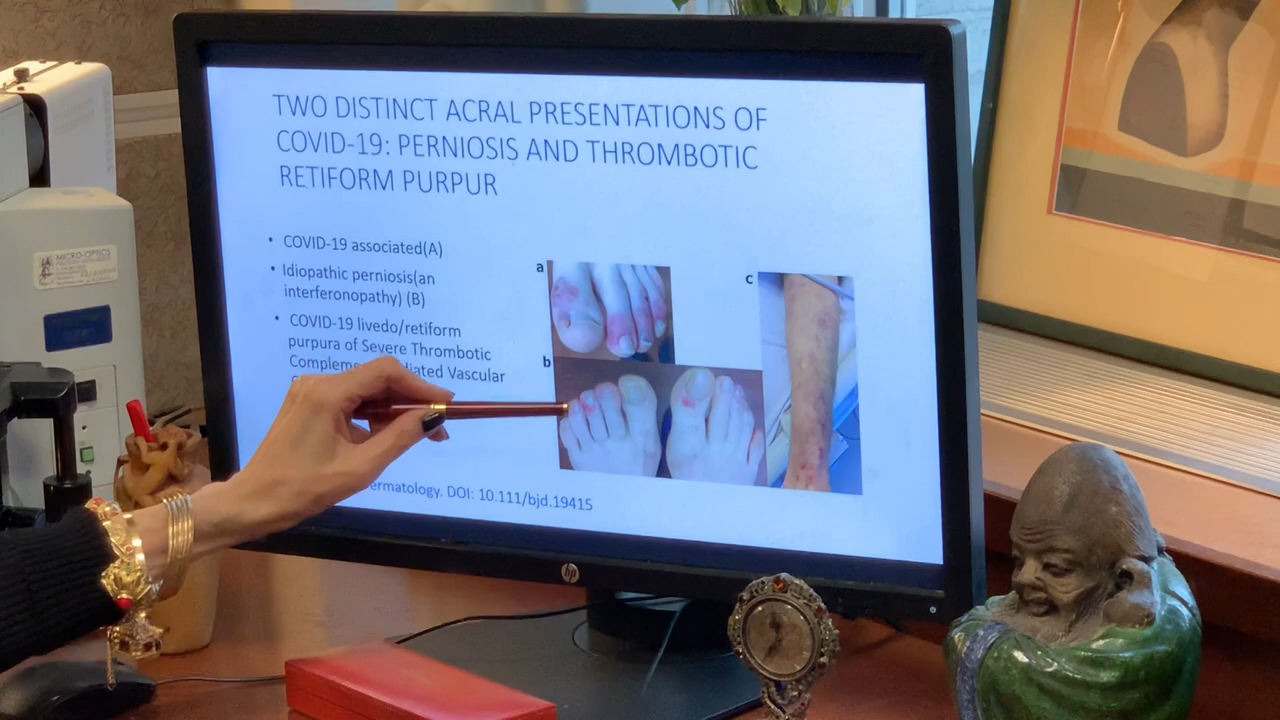 TWO DISTINCT ACRAL PRESENTATIONS OF
COVID-19: PERNIOSIS AND THROMBOTIC
RETIFORM PURPUR
• COVID-19 associated(A)
• Idiopathic perniosis(an
interferonopathy) (B)
• COVID-19 livedo/retiform
purpura of Severe Thrombotic
Vascular
a
b
c
DOI: 10.111/bjd.19415
hp
MICRO-OPTICS